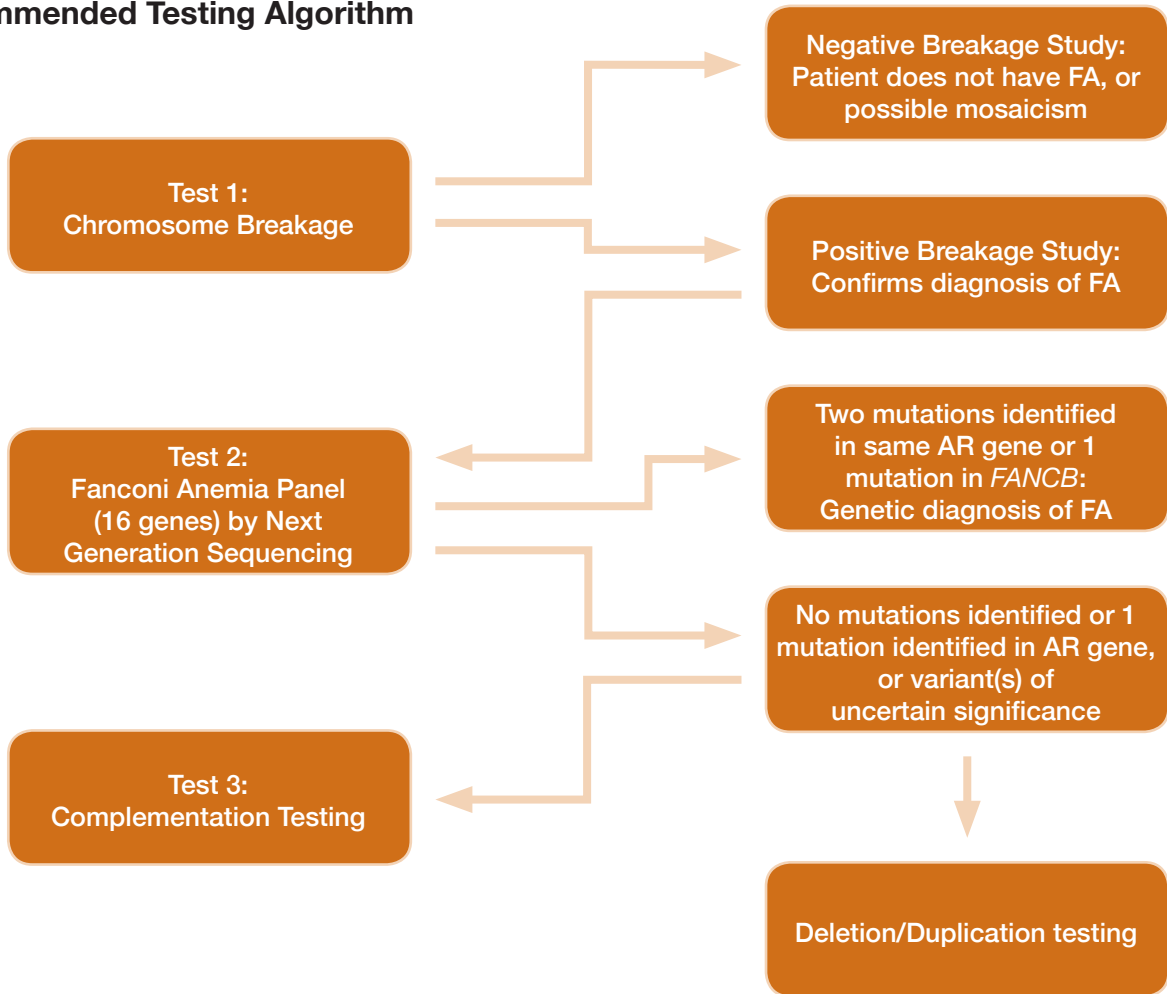 mmended Testing Algorithm
Negative Breakage Study:
Patient does not have FA, or
possible mosaicism
Test 1:
Chromosome Breakage
Positive Breakage Study:
Confirms diagnosis of FA
Two mutations identified
in same AR gene or 1
mutation in FANCB:
Genetic diagnosis of FA
Test 2:
Fanconi Anemia Panel
(16 genes) by Next
Generation Sequencing
No mutations identified or 1
mutation identified in AR gene,
or variant(s) of
uncertain significance
Test 3:
Complementation Testing
Deletion/Duplication testing